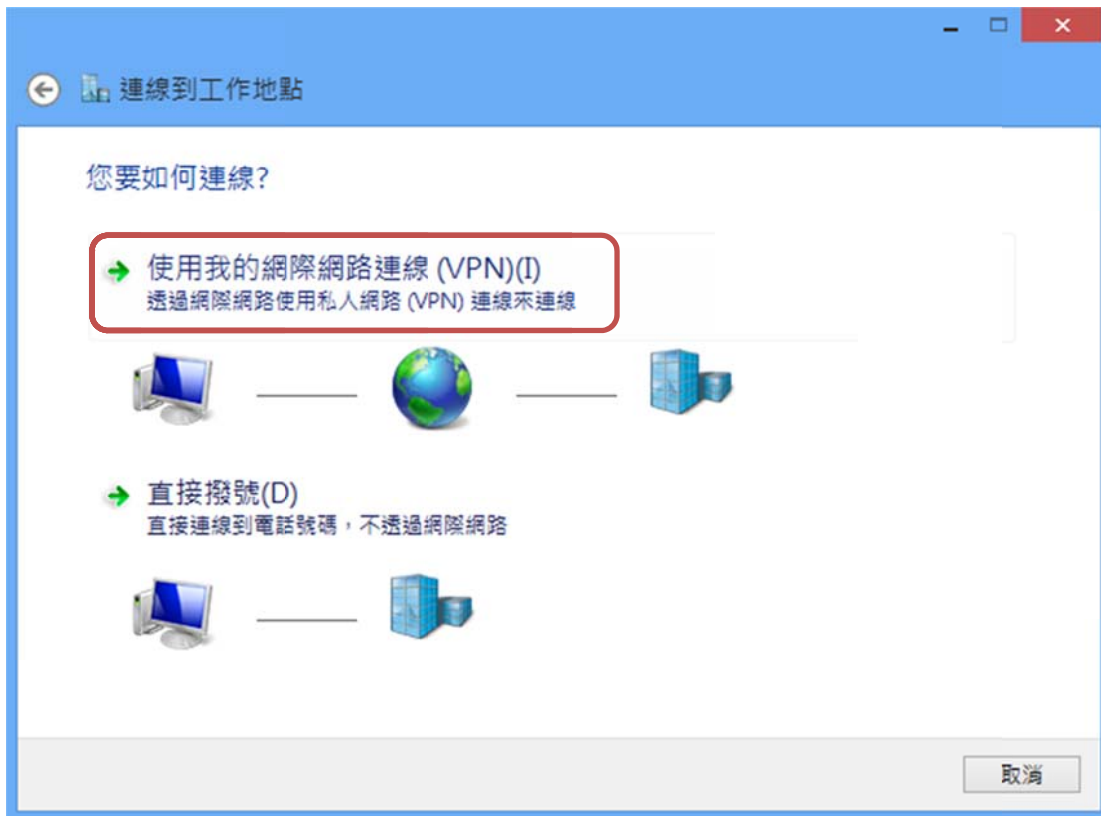 連線到工作地點
您要如何連線?
使用我的網際網路連線 (VPN)(I)
透過網際網路使用私人網路 (VPN) 連線來連線
直接撥號(D)
直接連線到電話號碼，不透過網際網路
取消